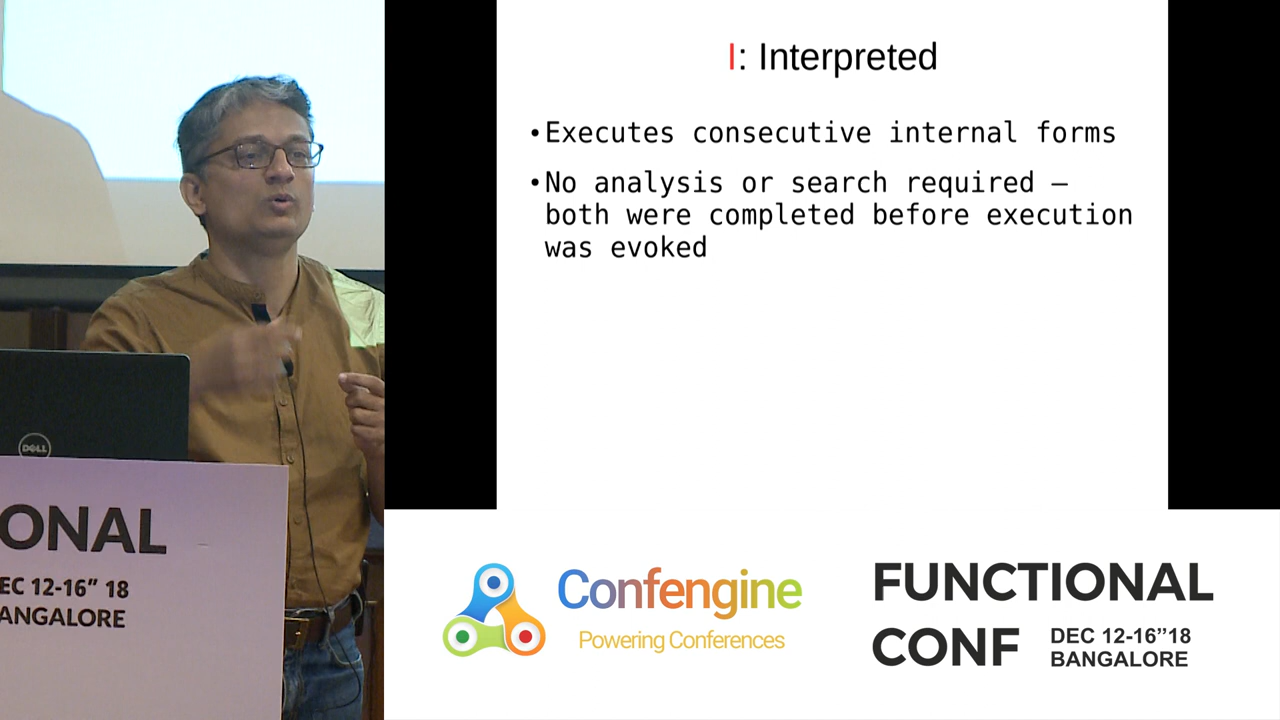 I: Interpreted
•Executes consecutive internal forms
•No analysis or search required –
both were completed before execution
was evoked
DELL
IONAL
EC 12-16” 18
ANGALORE
Confengine
Powering Conferences
FUNCTIONAL
CONF
DEC 12-16”18
BANGALORE